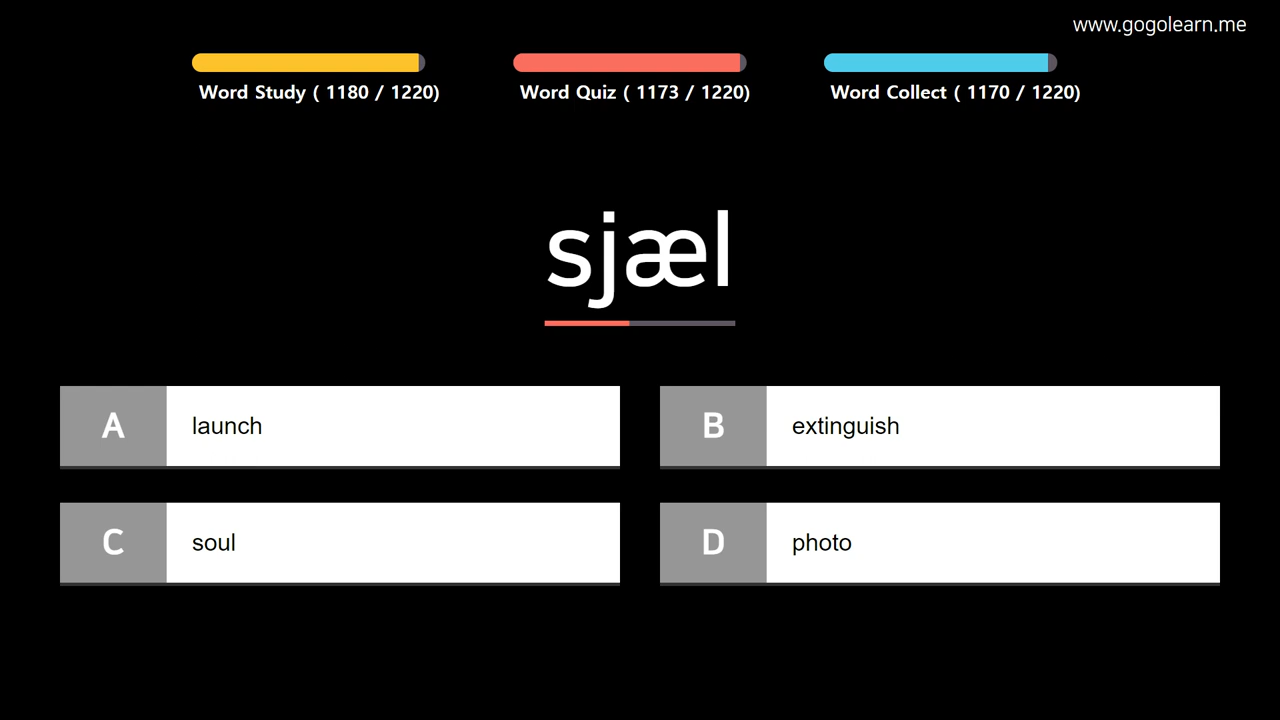 www.gogolearn.me
Word Study ( 1180 / 1220)
Word Quiz ( 1173 / 1220)
Word Collect ( 1170 / 1220)
sjæl
A launch
B extinguish
C soul
D photo